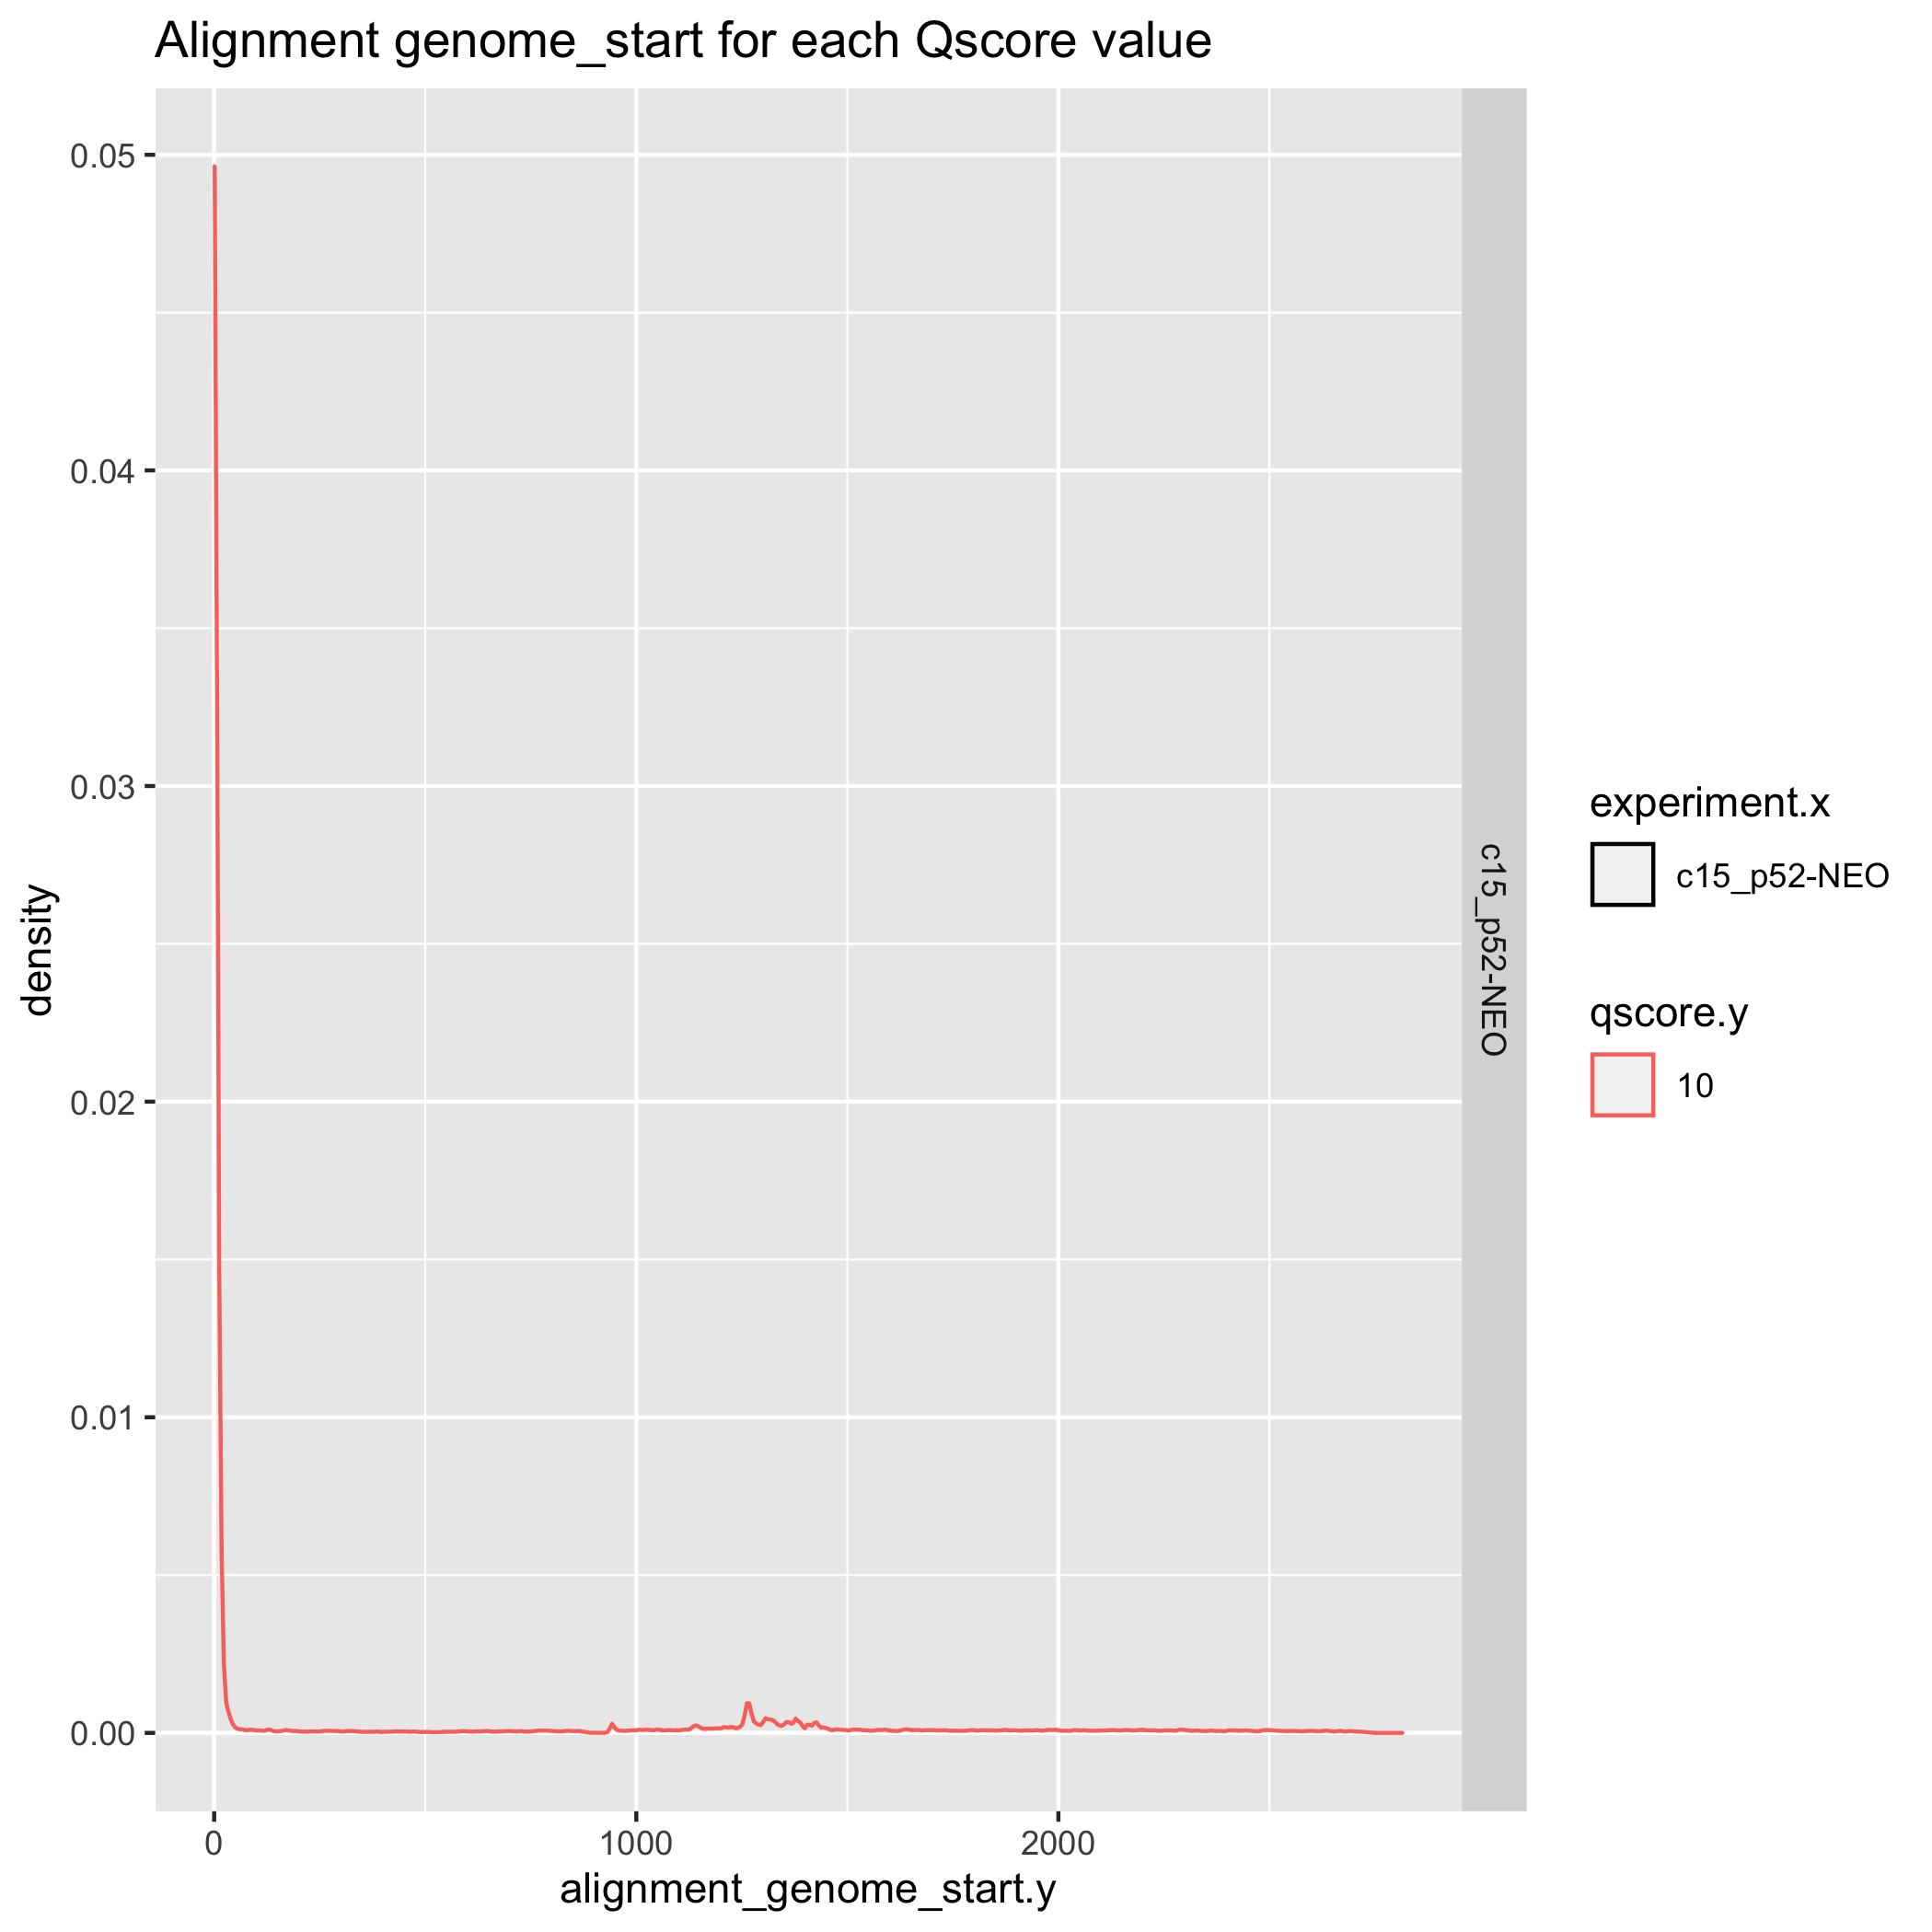 Alignment genome_start for each Qscore value
density
0.05
0.04
0.03
0.02
0.01
0.00
0
1000
2000
alignment_genome_start.y
c15_p52-NEO
experiment.x
c15_p52-NEO
qscore.y
10